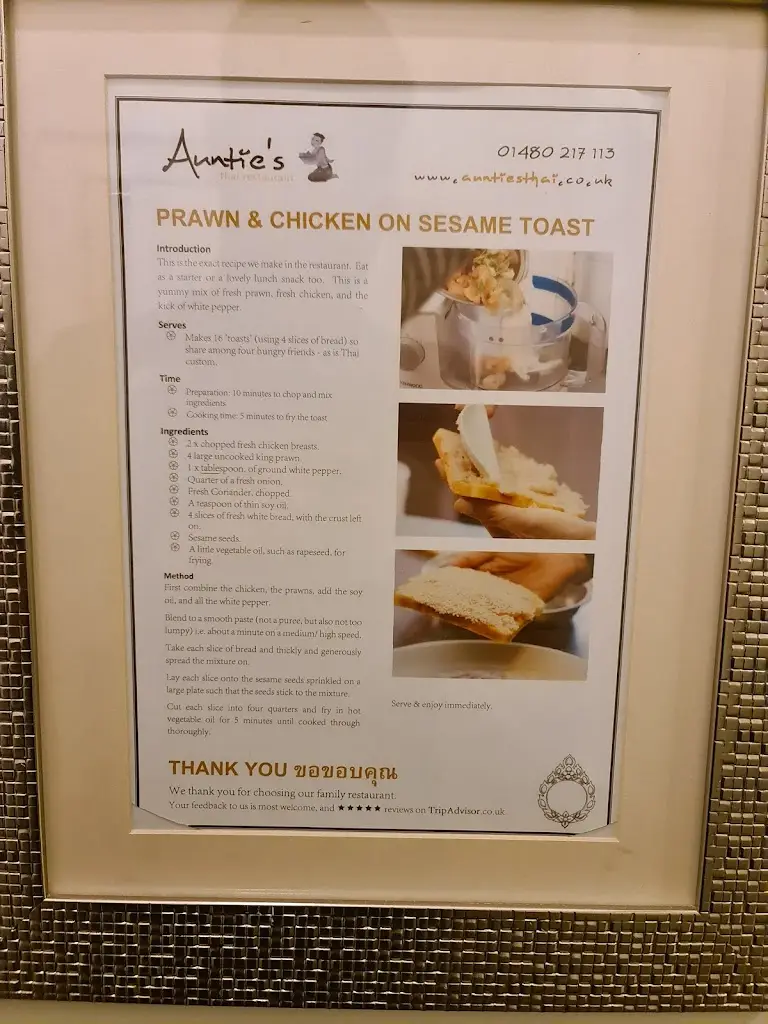 Auntie's
Thai restaurant
01480 217 113
www.auntiesthai.co.uk
PRAWN & CHICKEN ON SESAME TOAST
Introduction
This is the exact recipe we make in the restaurant. Eat
as a starter or a lovely lunch snack too. This is a
yummy mix of fresh prawn, fresh chicken, and the
kick of white pepper.
Serves
Makes 16 'toasts' (using 4 slices of bread) so
share among four hungry friends - as is Thai
custom.
Time
Preparation: 10 minutes to chop and mix
ingredients
Cooking time: 5 minutes to fry the toast
Ingredients
2 x chopped fresh chicken breasts.
4 large uncooked king prawn.
1 x tablespoon, of ground white pepper.
Quarter of a fresh onion.
Fresh Coriander, chopped.
A teaspoon of thin soy oil.
4 slices of fresh white bread, with the crust left
on.
Sesame seeds.
A little vegetable oil, such as rapeseed, for
frying.
Method
First combine the chicken, the prawns, add the soy
oil, and all the white pepper.
Blend to a smooth paste (not a puree, but also not too
lumpy) i.e. about a minute on a medium/ high speed.
Take each slice of bread and thickly and generously
spread the mixture on.
Lay each slice onto the sesame seeds sprinkled on a
large plate such that the seeds stick to the mixture.
Cut each slice into four quarters and fry in hot
vegetable oil for 5 minutes until cooked through
thoroughly.
Serve & enjoy immediately.
THANK YOU ขอขอบคุณ
We thank you for choosing our family restaurant.
Your feedback to us is most welcome, and ★★★★★ reviews on TripAdvisor.co.uk